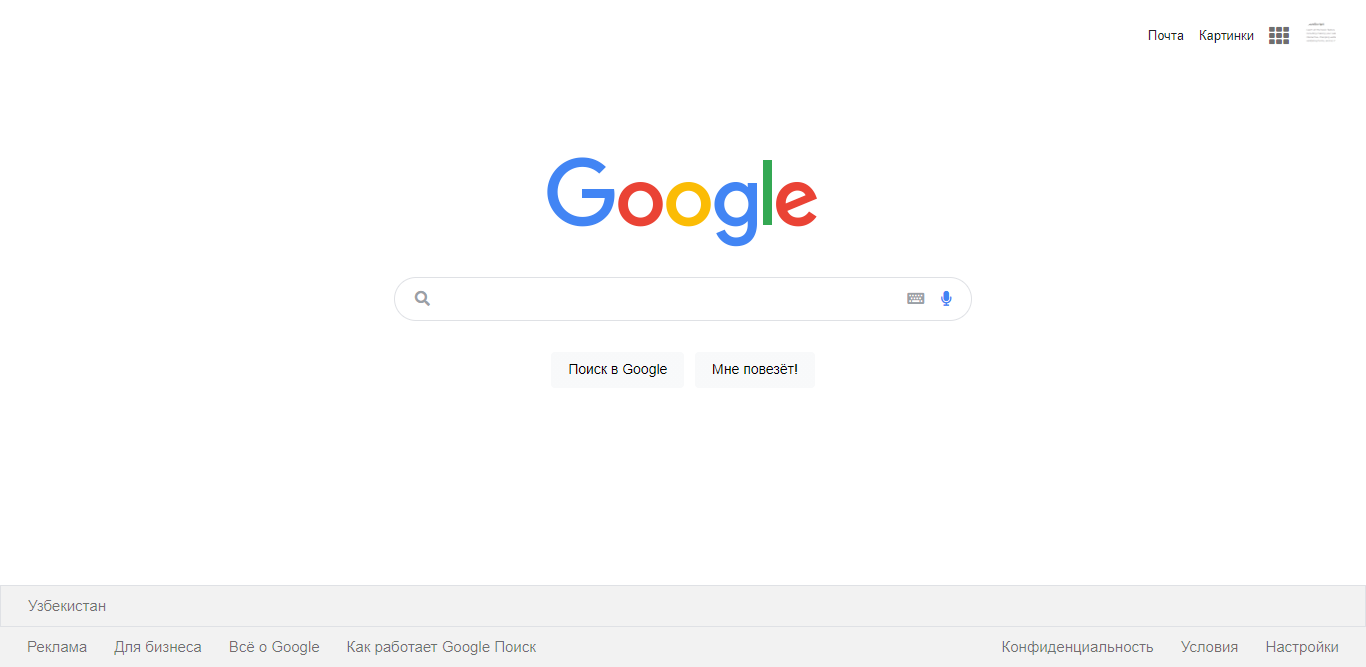 Почта Картинки
Google
Поиск в Google Мне повезёт!
Узбекистан
Реклама Для бизнеса Всё о Google Как работает Google Поиск Конфиденциальность Условия Настройки